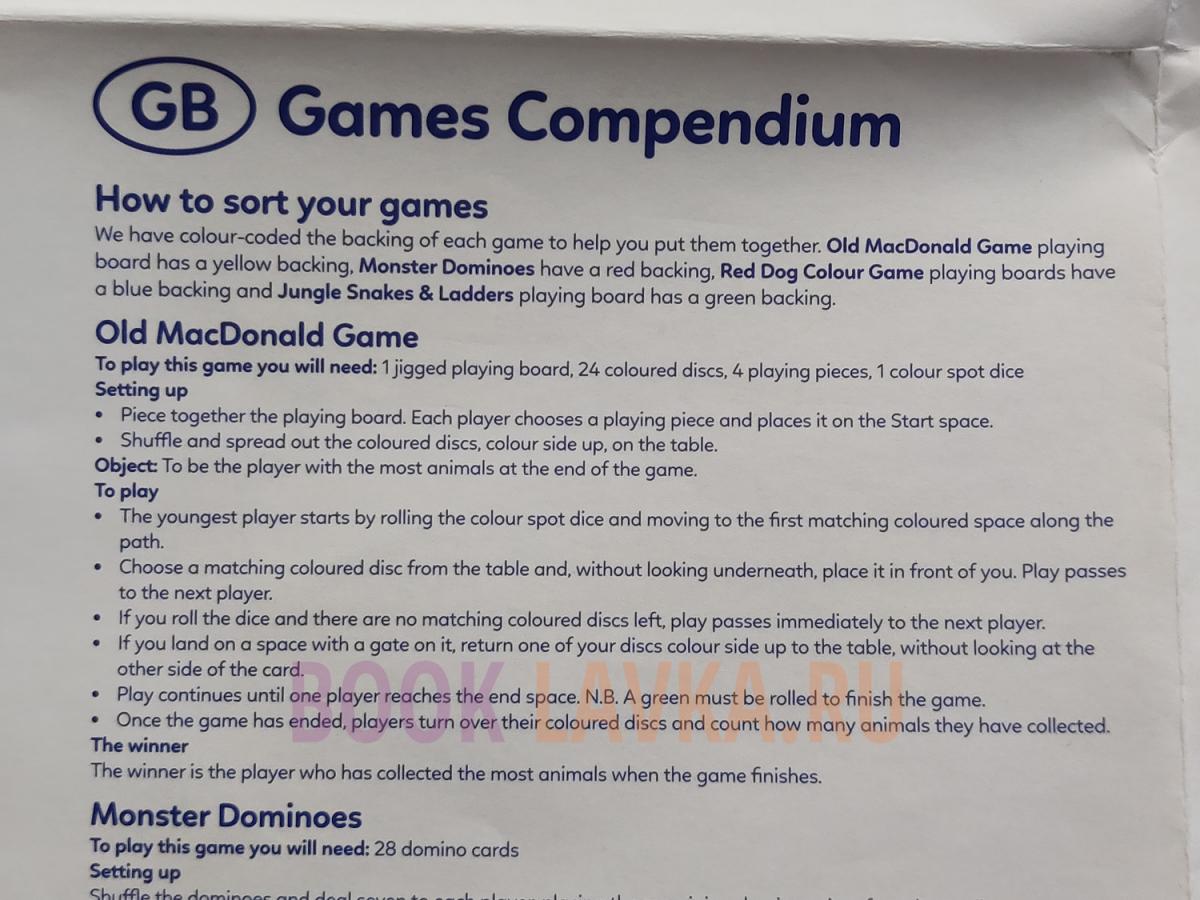 GB Games Compendium
How to sort your games
We have colour-coded the backing of each game to help you put them together. Old MacDonald Game playing
board has a yellow backing, Monster Dominoes have a red backing, Red Dog Colour Game playing boards have
a blue backing and Jungle Snakes & Ladders playing board has a green backing.
Old MacDonald Game
To play this game you will need: 1 jigged playing board, 24 coloured discs, 4 playing pieces, 1 colour spot dice
Setting up
• Piece together the playing board. Each player chooses a playing piece and places it on the Start space.
• Shuffle and spread out the coloured discs, colour side up, on the table.
Object: To be the player with the most animals at the end of the game.
To play
• The youngest player starts by rolling the colour spot dice and moving to the first matching coloured space along the
path.
• Choose a matching coloured disc from the table and, without looking underneath, place it in front of you. Play passes
to the next player.
• If you roll the dice and there are no matching coloured discs left, play passes immediately to the next player.
• If you land on a space with a gate on it, return one of your discs colour side up to the table, without looking at the
other side of the card.
• Play continues until one player reaches the end space. N.B. A green must be rolled to finish the game.
• Once the game has ended, players turn over their coloured discs and count how many animals they have collected.
BOOK LAVKA.RU
The winner
The winner is the player who has collected the most animals when the game finishes.
Monster Dominoes
To play this game you will need: 28 domino cards
Setting up
Shuffle the dominoes and deal seven to each player